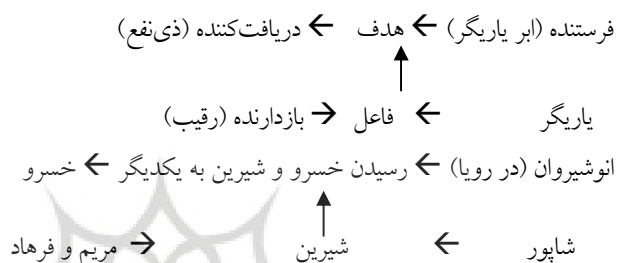 فرستنده (ابر یاریگر) ← هدف ← دریافت‌کننده (ذی‌نفع)
یاریگر ← فاعل → بازدارنده (رقیب)
انوشیروان (در رویا) ← رسیدن خسرو و شیرین به یکدیگر ← خسرو
شاپور ← شیرین → مریم و فرهاد